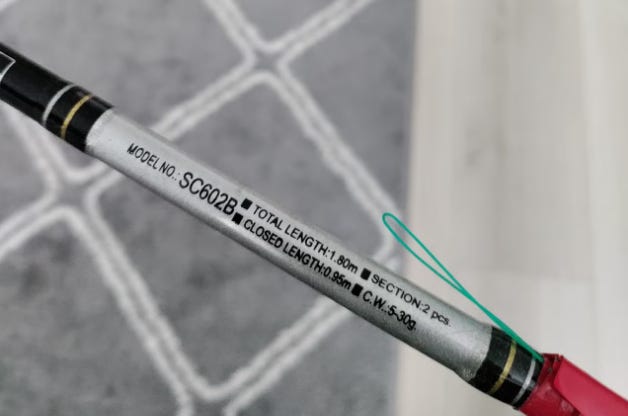 MODEL NO.: SC602B
■ TOTAL LENGTH:1.80m ■ SECTION:2 pcs.
■ CLOSED LENGTH:0.95m ■ C.W.:5-30g.